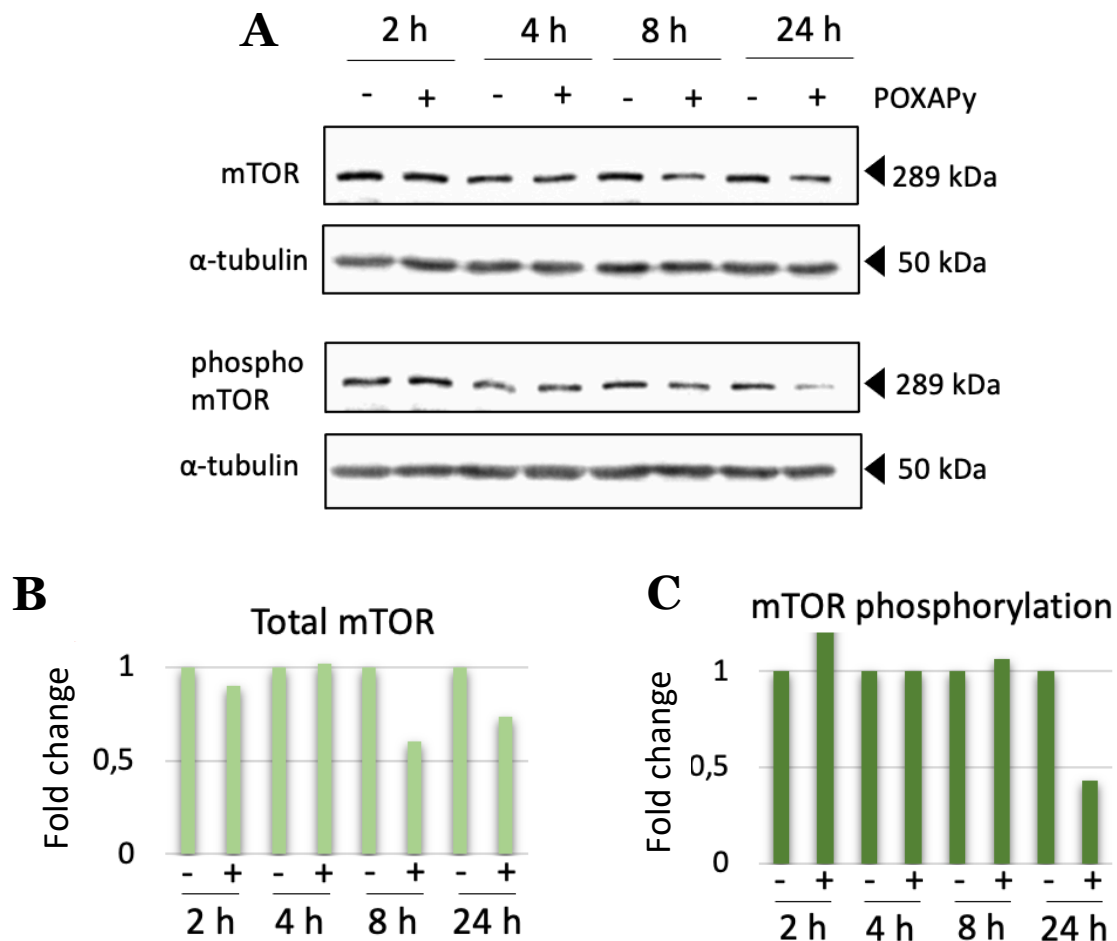 A
2 h 4 h 8 h 24 h
- + - + - + - + POXAPy
mTOR 289 kDa
α-tubulin 50 kDa
phospho
mTOR 289 kDa
α-tubulin 50 kDa
B
Total mTOR
Fold change
1
0,5
0
- + - + - + - +
2 h 4 h 8 h 24 h
C
mTOR phosphorylation
Fold change
1
0,5
0
- + - + - + - +
2 h 4 h 8 h 24 h